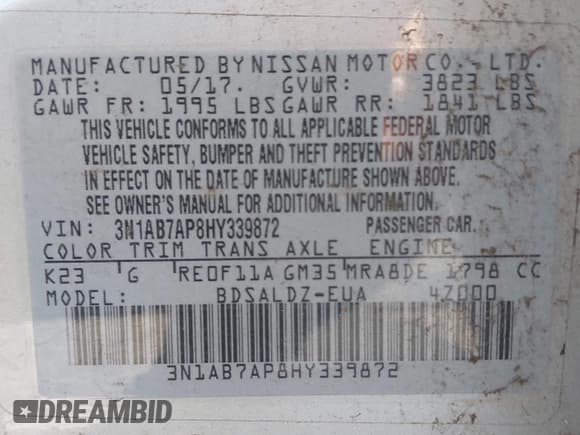 MANUFACTURED BY NISSAN MOTOR CO., LTD.
DATE: 05/17. GVWR: 3823 LBS
GAWR FR: 1995 LBS GAWR RR: 1841 LBS
THIS VEHICLE CONFORMS TO ALL APPLICABLE FEDERAL MOTOR
VEHICLE SAFETY, BUMPER AND THEFT PREVENTION STANDARDS
IN EFFECT ON THE DATE OF MANUFACTURE SHOWN ABOVE.
SEE OWNER'S MANUAL FOR ADDITIONAL INFORMATION.
VIN: 3N1AB7AP8HY339872 PASSENGER CAR.
COLOR TRIM TRANS AXLE ENGINE
K23 G RE0F11A GM35 MRA8DE 1798 CC
MODEL: BDSALDZ-EUA 4Z000
3N1AB7AP8HY339872
DREAMBID